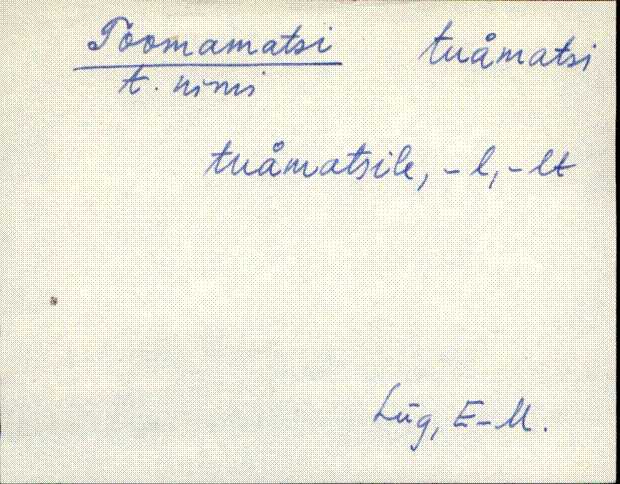 Toomamatsi tuåmatsi
t. nimi
tuåmatsile, -l, -lt
Lüg, E-M.